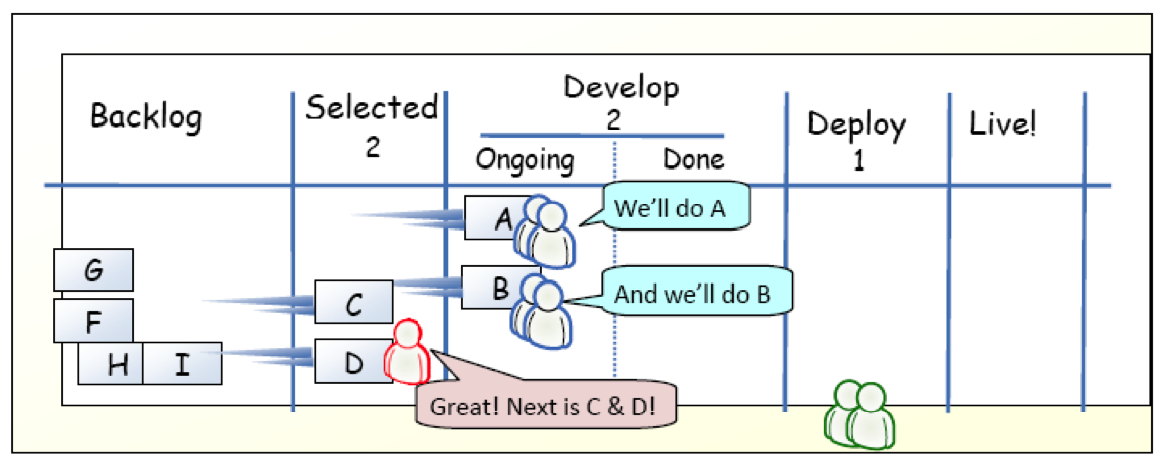 Backlog
Selected
2
Develop
2
Ongoing
Done
Deploy
1
Live!
A
We'll do A
G
B
And we'll do B
C
F
H
I
D
Great! Next is C & D!